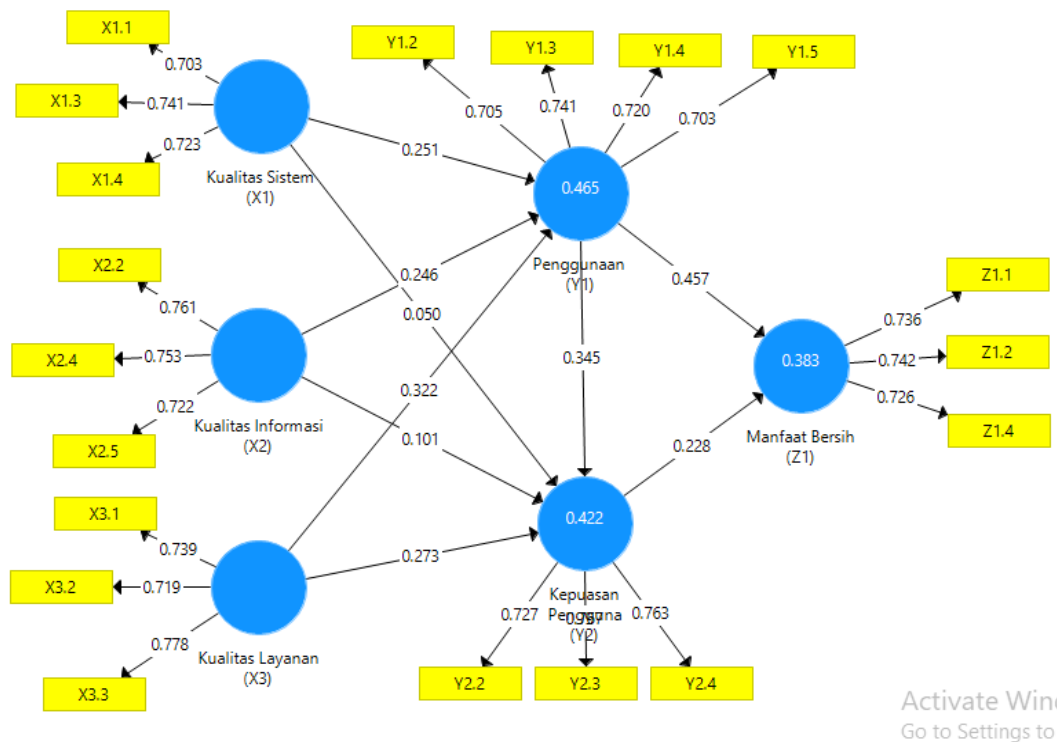 X1.1
0.703
X1.3
0.741
X1.4
0.723
Kualitas Sistem
(X1)
X2.2
0.761
X2.4
0.753
X2.5
0.722
Kualitas Informasi
(X2)
X3.1
0.739
X3.2
0.719
X3.3
0.778
Kualitas Layanan
(X3)
0.251
0.050
0.246
0.101
0.322
0.273
Y1.2
Y1.3
Y1.4
Y1.5
0.705
0.741
0.720
0.703
0.465
Penggunaan
(Y1)
0.345
0.457
0.422
Kepuasan
Pengguna
(Y2)
0.228
0.727
0.763
Y2.2
Y2.3
Y2.4
0.383
Manfaat Bersih
(Z1)
0.736
0.742
0.726
Z1.1
Z1.2
Z1.4
Activate Wind
Go to Settings to